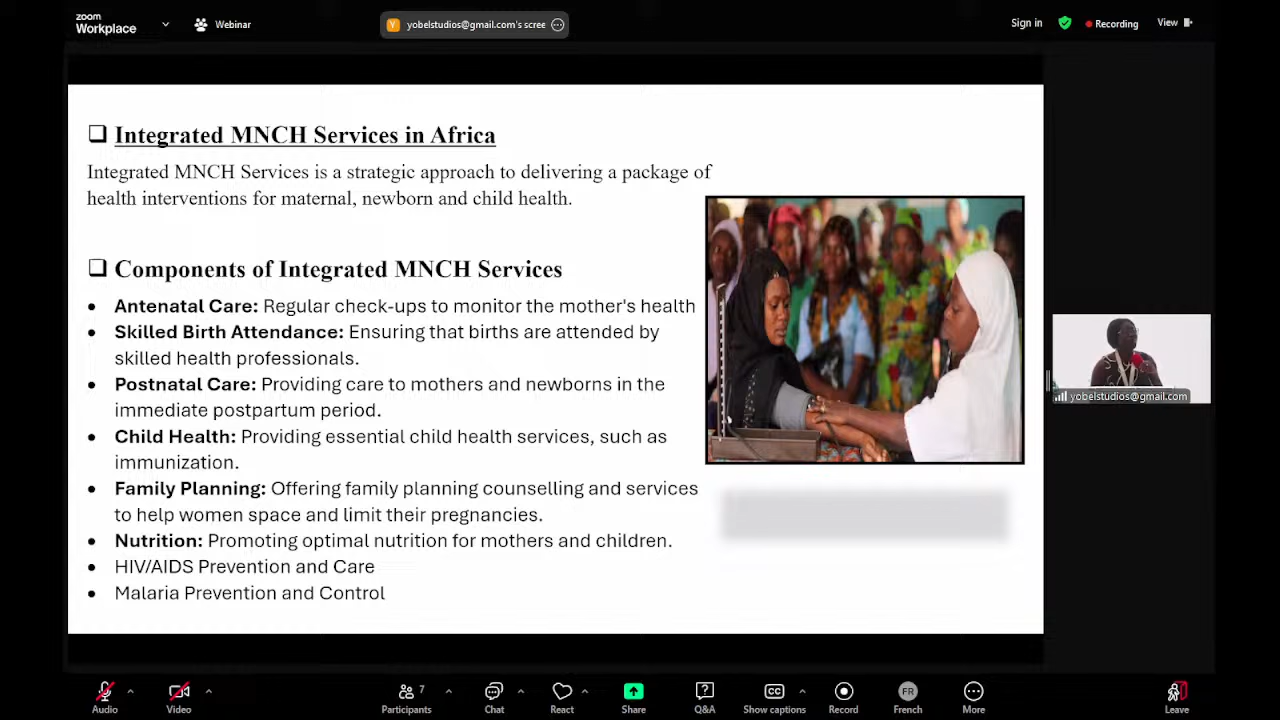 zoom
Workplace
Webinar
Y yobelstudios@gmail.com's scree
Sign in
Recording
View
Integrated MNCH Services in Africa
Integrated MNCH Services is a strategic approach to delivering a package of
health interventions for maternal, newborn and child health.
Components of Integrated MNCH Services
• Antenatal Care: Regular check-ups to monitor the mother's health
• Skilled Birth Attendance: Ensuring that births are attended by
skilled health professionals.
• Postnatal Care: Providing care to mothers and newborns in the
immediate postpartum period.
• Child Health: Providing essential child health services, such as
immunization.
• Family Planning: Offering family planning counselling and services
to help women space and limit their pregnancies.
• Nutrition: Promoting optimal nutrition for mothers and children.
• HIV/AIDS Prevention and Care
• Malaria Prevention and Control
yobelstudios@gmail.com
Audio
Video
Participants
7
Chat
React
Share
Q&A
Show captions
Record
FR
French
More
Leave